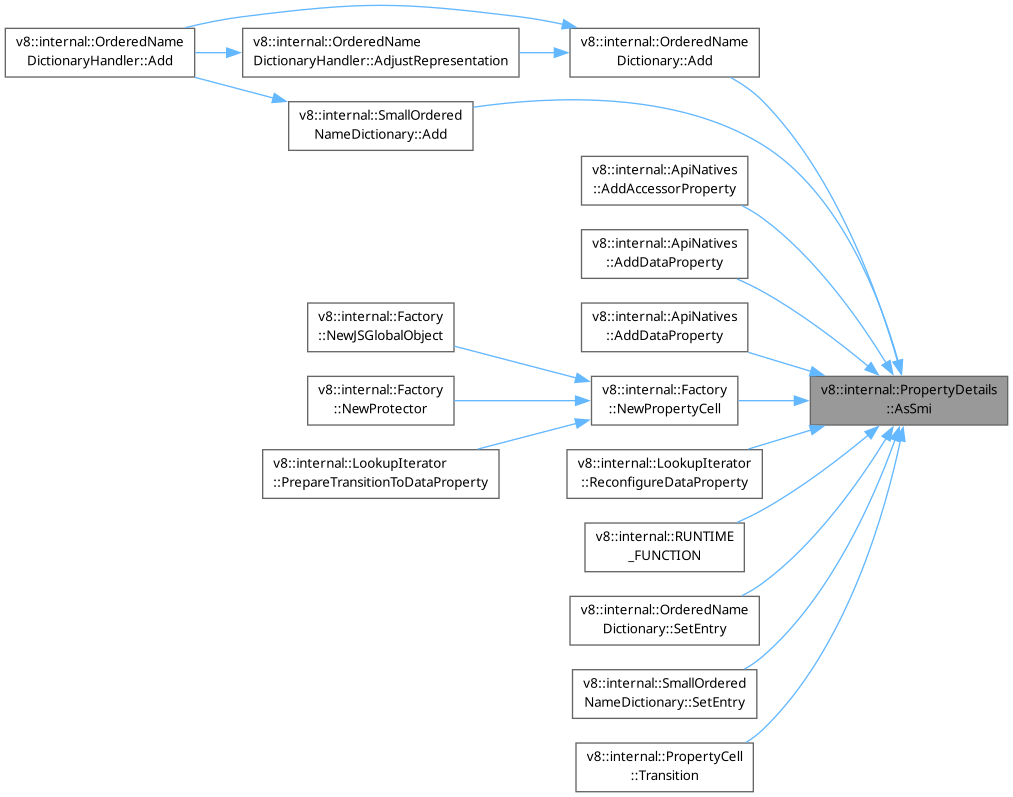 v8::internal::OrderedName
DictionaryHandler::Add
v8::internal::OrderedName
DictionaryHandler::AdjustRepresentation
v8::internal::OrderedName
Dictionary::Add
v8::internal::SmallOrdered
NameDictionary::Add
v8::internal::ApiNatives
::AddAccessorProperty
v8::internal::ApiNatives
::AddDataProperty
v8::internal::Factory
::NewJSGlobalObject
v8::internal::ApiNatives
::AddDataProperty
v8::internal::Factory
::NewProtector
v8::internal::Factory
::NewPropertyCell
v8::internal::PropertyDetails
::AsSmi
v8::internal::LookupIterator
::PrepareTransitionToDataProperty
v8::internal::LookupIterator
::ReconfigureDataProperty
v8::internal::RUNTIME
_FUNCTION
v8::internal::OrderedName
Dictionary::SetEntry
v8::internal::SmallOrdered
NameDictionary::SetEntry
v8::internal::PropertyCell
::Transition